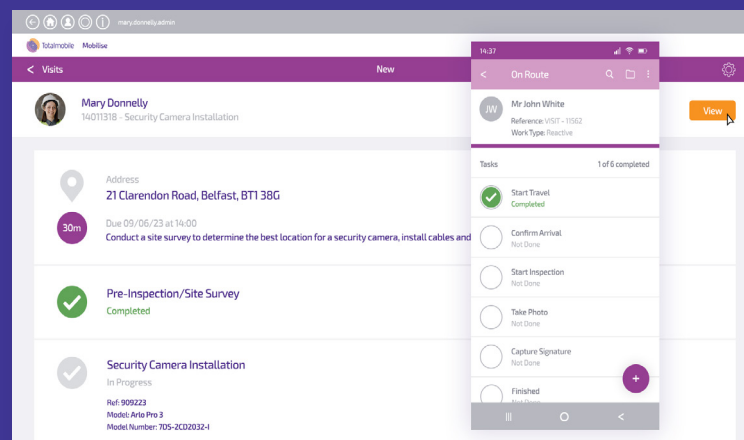 mary.donnelly.admin
Totalmobile Mobilise
< Visits
New
Mary Donnelly
14011318 - Security Camera Installation
View
Address
21 Clarendon Road, Belfast, BT1 38G
30m
Due 09/06/23 at 14:00
Conduct a site survey to determine the best location for a security camera, install cables and
Pre-Inspection/Site Survey
Completed
Security Camera Installation
In Progress
Ref: 909223
Model: Arlo Pro 3
Model Number: 7DS-2CD2032-I
14:37
On Route
JW
Mr John White
Reference: VISIT - 11562
Work Type: Reactive
Tasks
1 of 6 completed
Start Travel
Completed
Confirm Arrival
Not Done
Start Inspection
Not Done
Take Photo
Not Done
Capture Signature
Not Done
Finished
Not Done